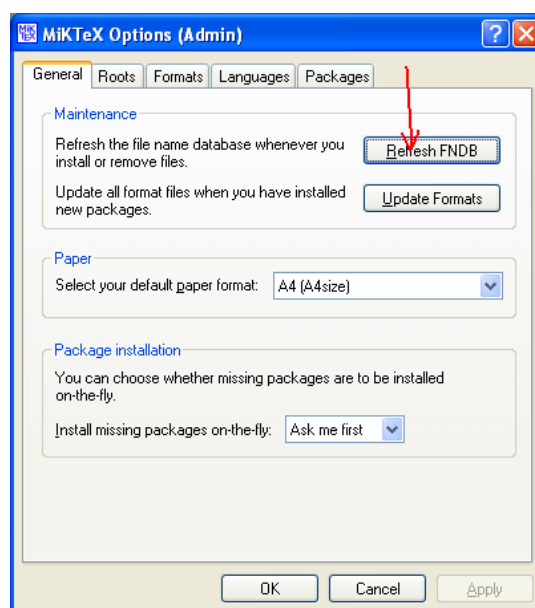 MiKTeX Options (Admin)
General Roots Formats Languages Packages
Maintenance
Refresh the file name database whenever you
install or remove files.
Refresh FNDB
Update all format files when you have installed
new packages.
Update Formats
Paper
Select your default paper format: A4 (A4size)
Package installation
You can choose whether missing packages are to be installed
on-the-fly.
Install missing packages on-the-fly: Ask me first
OK Cancel Apply